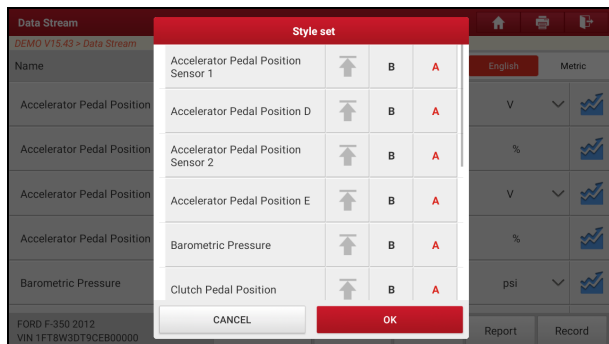 Data Stream
Style set
DEMO V15.43 > Data Stream
Name
English
Metric
Accelerator Pedal Position
Sensor 1
B
A
Accelerator Pedal Position
V
Accelerator Pedal Position D
B
A
Accelerator Pedal Position
%
Accelerator Pedal Position
Sensor 2
B
A
Accelerator Pedal Position
V
Accelerator Pedal Position E
B
A
Accelerator Pedal Position
%
Barometric Pressure
B
A
Barometric Pressure
psi
Clutch Pedal Position
B
A
CANCEL
OK
FORD F-350 2012
VIN 1FT8W3DT9CEB00000
Report
Record